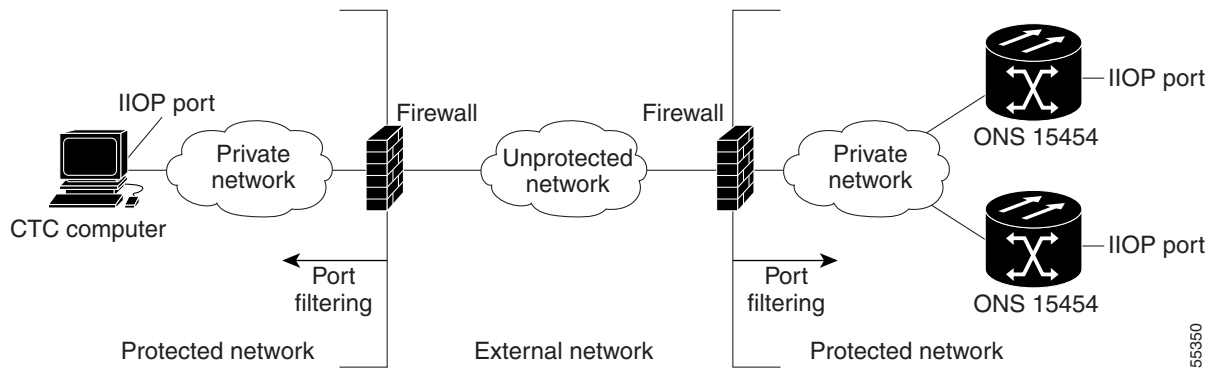 IIOP port
Private
network
CTC computer
Firewall
Unprotected
network
Firewall
Private
network
IIOP port
ONS 15454
IIOP port
ONS 15454
Port
filtering
Port
filtering
Protected network
External network
Protected network
55350